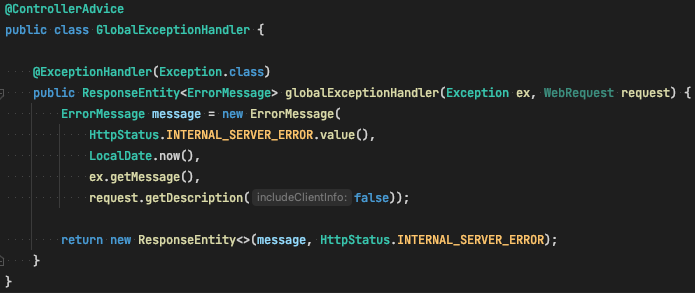 @ControllerAdvice
public class GlobalExceptionHandler {
@ExceptionHandler(Exception.class)
public ResponseEntity<ErrorMessage> globalExceptionHandler(Exception ex, WebRequest request) {
ErrorMessage message = new ErrorMessage(
HttpStatus.INTERNAL_SERVER_ERROR.value(),
LocalDate.now(),
ex.getMessage(),
request.getDescription( includeClientInfo: false));
return new ResponseEntity<>(message, HttpStatus.INTERNAL_SERVER_ERROR);
}
}